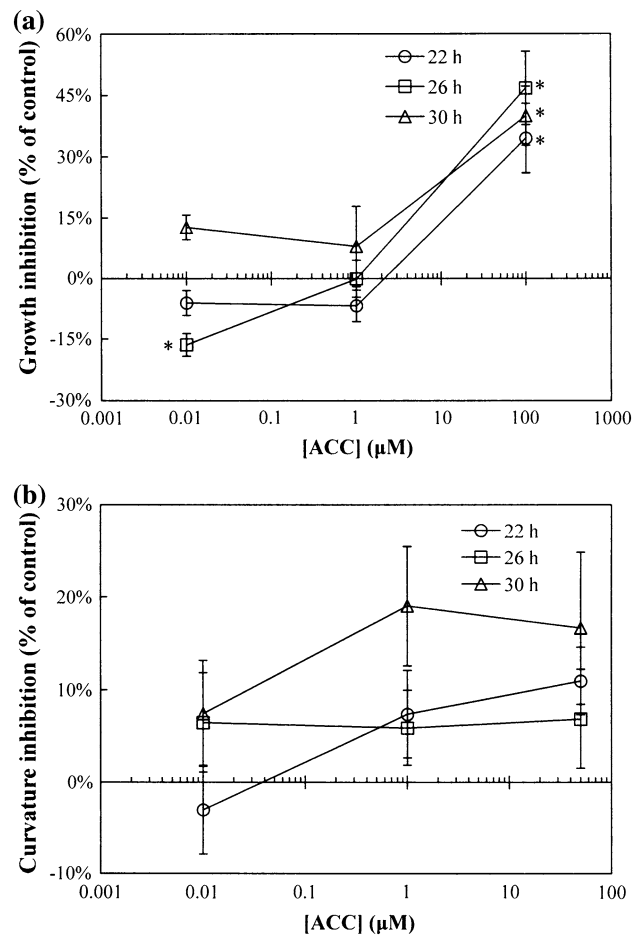 (a)
60%
45%
30%
15%
0%
-15%
-30%
Growth inhibition (% of control)
22 h
26 h
30 h
*
*
*
*
0.001
0.01
0.1
1
10
100
1000
[ACC] (µM)
(b)
30%
20%
10%
0%
-10%
Curvature inhibition (% of control)
22 h
26 h
30 h
0.001
0.01
0.1
1
10
100
[ACC] (µM)